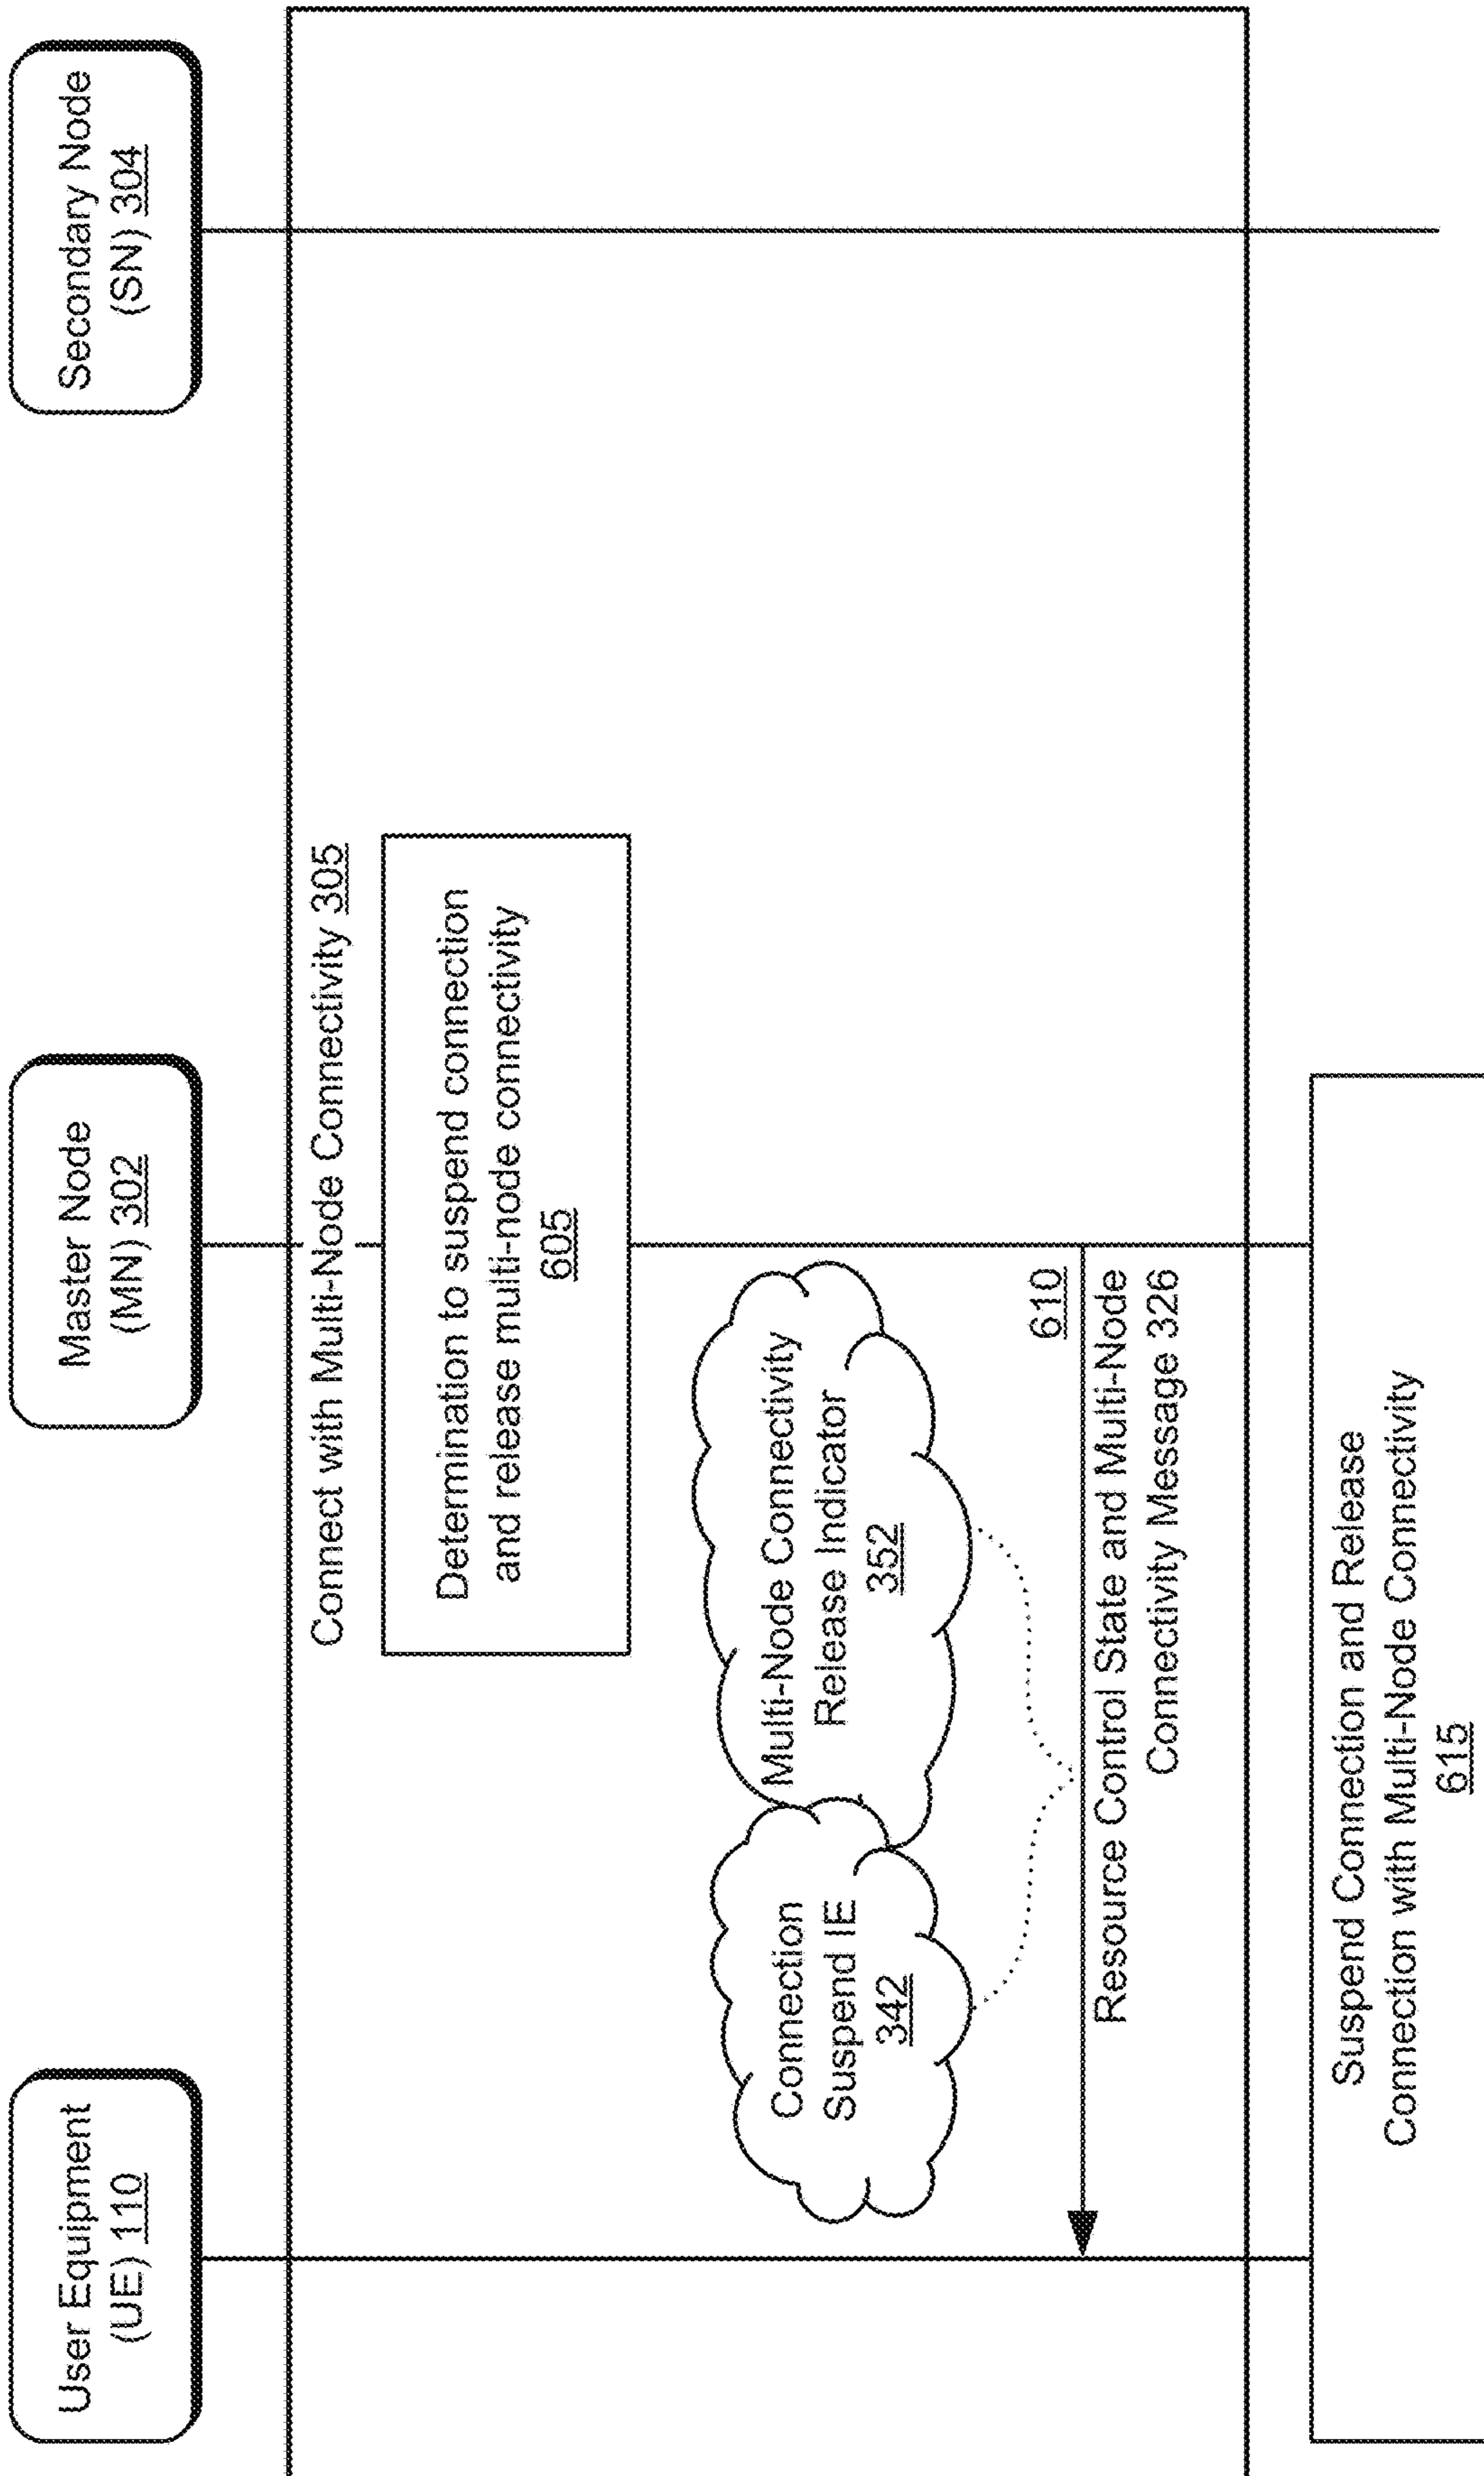 User Equipment
(UE) 110
Master Node
(MN) 302
Secondary Node
(SN) 304
Connect with Multi-Node Connectivity 305
Determination to suspend connection
and release multi-node connectivity
605
Connection
Suspend IE
342
Multi-Node Connectivity
Release Indicator
352
610
Resource Control State and Multi-Node
Connectivity Message 326
Suspend Connection and Release
Connection with Multi-Node Connectivity
615